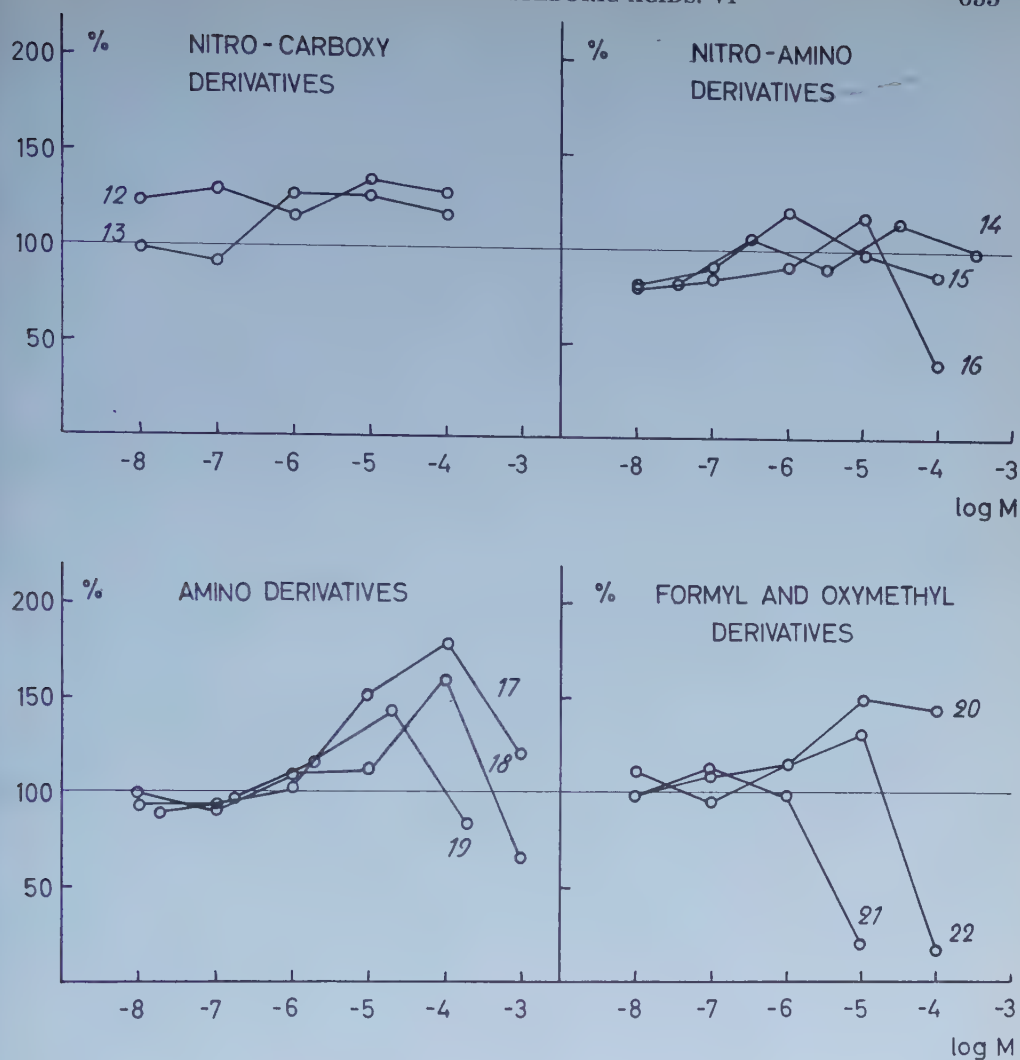 VI
% NITRO-CARBOXY DERIVATIVES
200
150
100
50
12
13
-8 -7 -6 -5 -4 -3
% NITRO-AMINO DERIVATIVES
14
15
16
-8 -7 -6 -5 -4 -3
log M
% AMINO DERIVATIVES
200
150
100
50
17
18
19
-8 -7 -6 -5 -4 -3
% FORMYL AND OXYMETHYL DERIVATIVES
20
21
22
-8 -7 -6 -5 -4 -3
log M